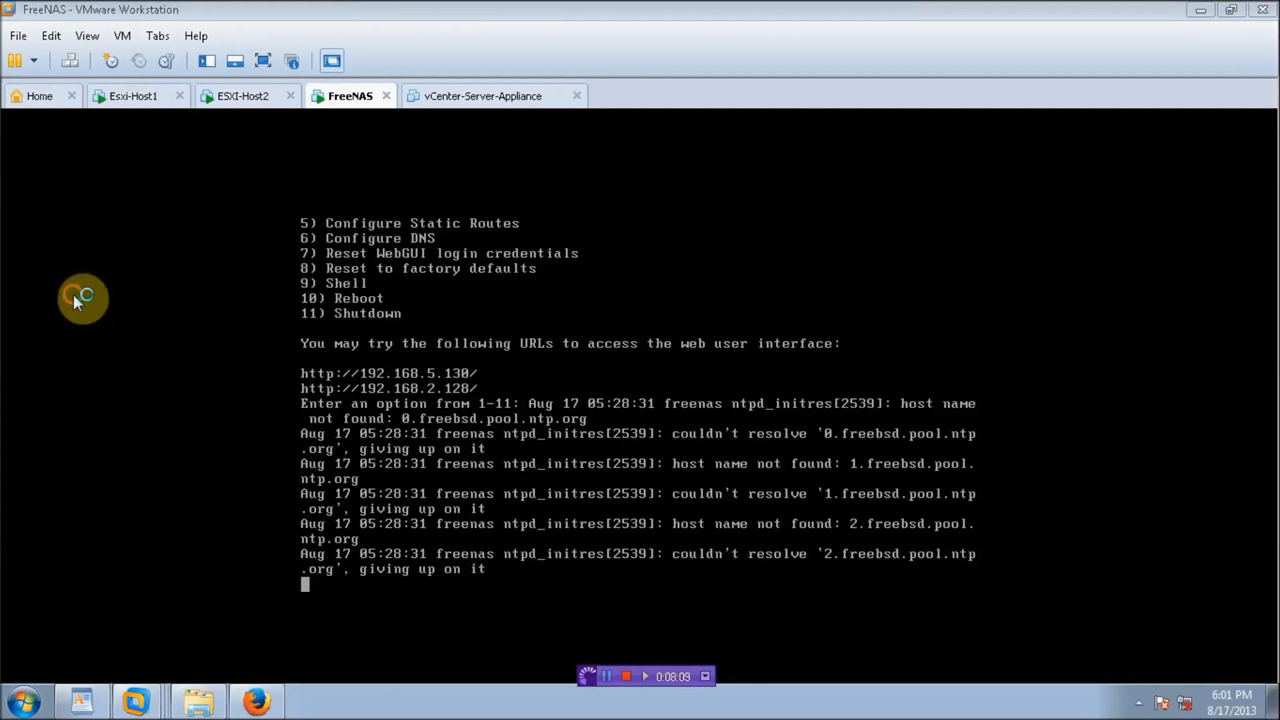 FreeNAS - VMware Workstation
File Edit View VM Tabs Help
Home Esxi-Host1 ESXI-Host2 FreeNAS vCenter-Server-Appliance
5) Configure Static Routes
6) Configure DNS
7) Reset WebGUI login credentials
8) Reset to factory defaults
9) Shell
10) Reboot
11) Shutdown
You may try the following URLs to access the web user interface:
http://192.168.5.130/
http://192.168.2.128/
Enter an option from 1-11: Aug 17 05:28:31 freenas ntpd_initres[2539]: host name
not found: 0.freebsd.pool.ntp.org
Aug 17 05:28:31 freenas ntpd_initres[2539]: couldn't resolve `0.freebsd.pool.ntp
.org', giving up on it
Aug 17 05:28:31 freenas ntpd_initres[2539]: host name not found: 1.freebsd.pool.
ntp.org
Aug 17 05:28:31 freenas ntpd_initres[2539]: couldn't resolve `1.freebsd.pool.ntp
.org', giving up on it
Aug 17 05:28:31 freenas ntpd_initres[2539]: host name not found: 2.freebsd.pool.
ntp.org
Aug 17 05:28:31 freenas ntpd_initres[2539]: couldn't resolve `2.freebsd.pool.ntp
.org', giving up on it
0:08:09
6:01 PM
8/17/2013